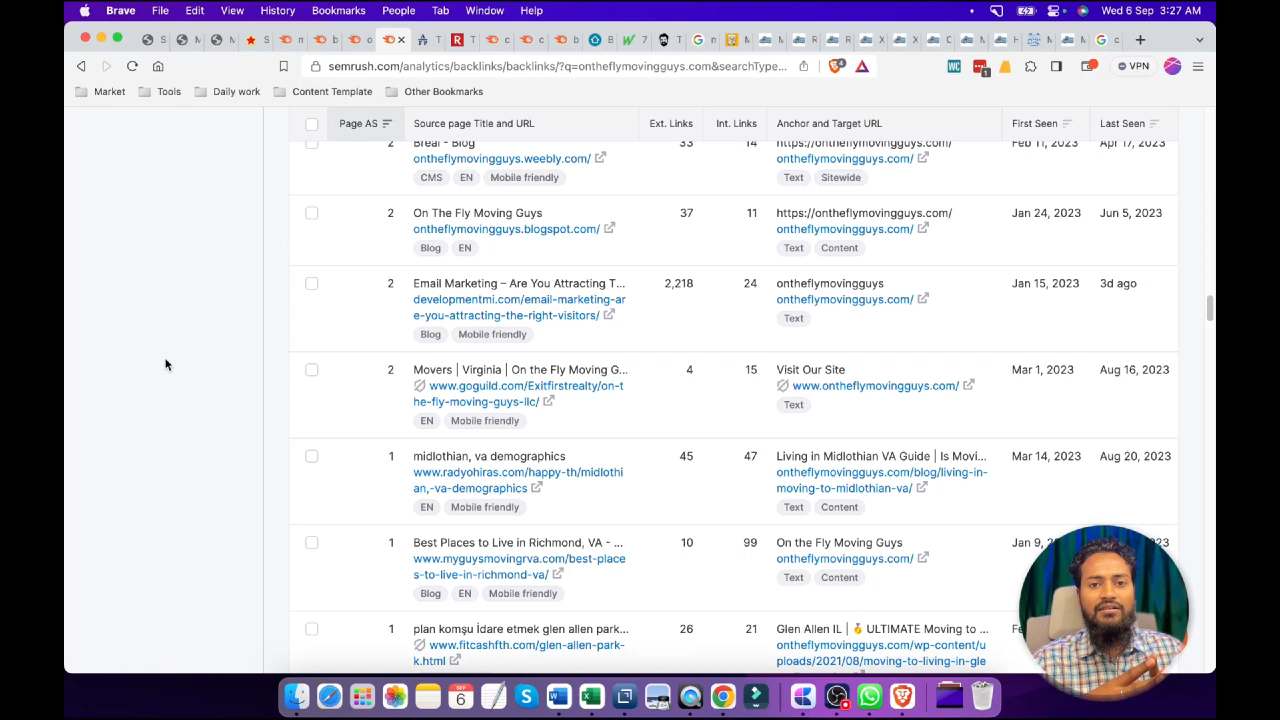 Brave File Edit View History Bookmarks People Tab Window Help Wed 6 Sep 3:27 AM
semrush.com/analytics/backlinks/backlinks/?q=ontheflymovingguys.com&searchType... 4 1 VPN
Market Tools Daily work Content Template Other Bookmarks
Page AS Source page Title and URL Ext. Links Int. Links Anchor and Target URL First Seen Last Seen
2 Breal - Blog 33 14 https://ontheflymovingguys.com/ Feb 11, 2023 Apr 17, 2023
ontheflymovingguys.weebly.com/ ontheflymovingguys.com/
CMS EN Mobile friendly Text Sitewide
2 On The Fly Moving Guys 37 11 https://ontheflymovingguys.com/ Jan 24, 2023 Jun 5, 2023
ontheflymovingguys.blogspot.com/ ontheflymovingguys.com/
Blog EN Text Content
2 Email Marketing – Are You Attracting T... 2,218 24 ontheflymovingguys Jan 15, 2023 3d ago
developmentmi.com/email-marketing-ar ontheflymovingguys.com/
e-you-attracting-the-right-visitors/ Text
Blog Mobile friendly
2 Movers | Virginia | On the Fly Moving G... 4 15 Visit Our Site Mar 1, 2023 Aug 16, 2023
www.goguild.com/Exitfirstrealty/on-t www.ontheflymovingguys.com/
he-fly-moving-guys-llc/ Text
EN Mobile friendly
1 midlothian, va demographics 45 47 Living in Midlothian VA Guide | Is Movi... Mar 14, 2023 Aug 20, 2023
www.radyohiras.com/happy-th/midlothi ontheflymovingguys.com/blog/living-in-
an,-va-demographics moving-to-midlothian-va/
EN Mobile friendly Text Content
1 Best Places to Live in Richmond, VA - ... 10 99 On the Fly Moving Guys Jan 9,
www.myguysmovingrva.com/best-place ontheflymovingguys.com/
s-to-live-in-richmond-va/ Text Content
Blog EN Mobile friendly
1 plan komşu İdare etmek glen allen park... 26 21 Glen Allen IL | 🥇 ULTIMATE Moving to ...
www.fitcashfth.com/glen-allen-par ontheflymovingguys.com/wp-content/u
k.html ploads/2021/08/moving-to-living-in-gle
SEP
6